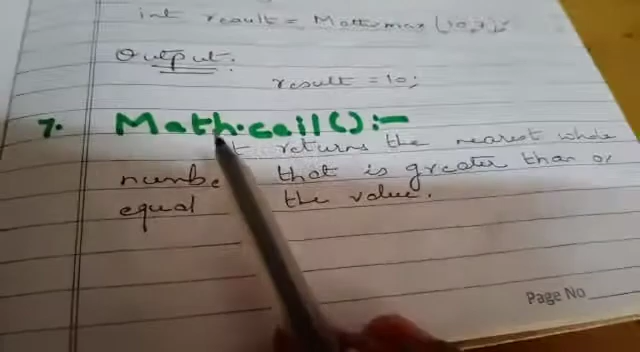 int result = Math.max (10,7);
Output:
result = 10;
7. Math.ceil() :-
It returns the nearest whole
number that is greater than or
equal the value.
Page No